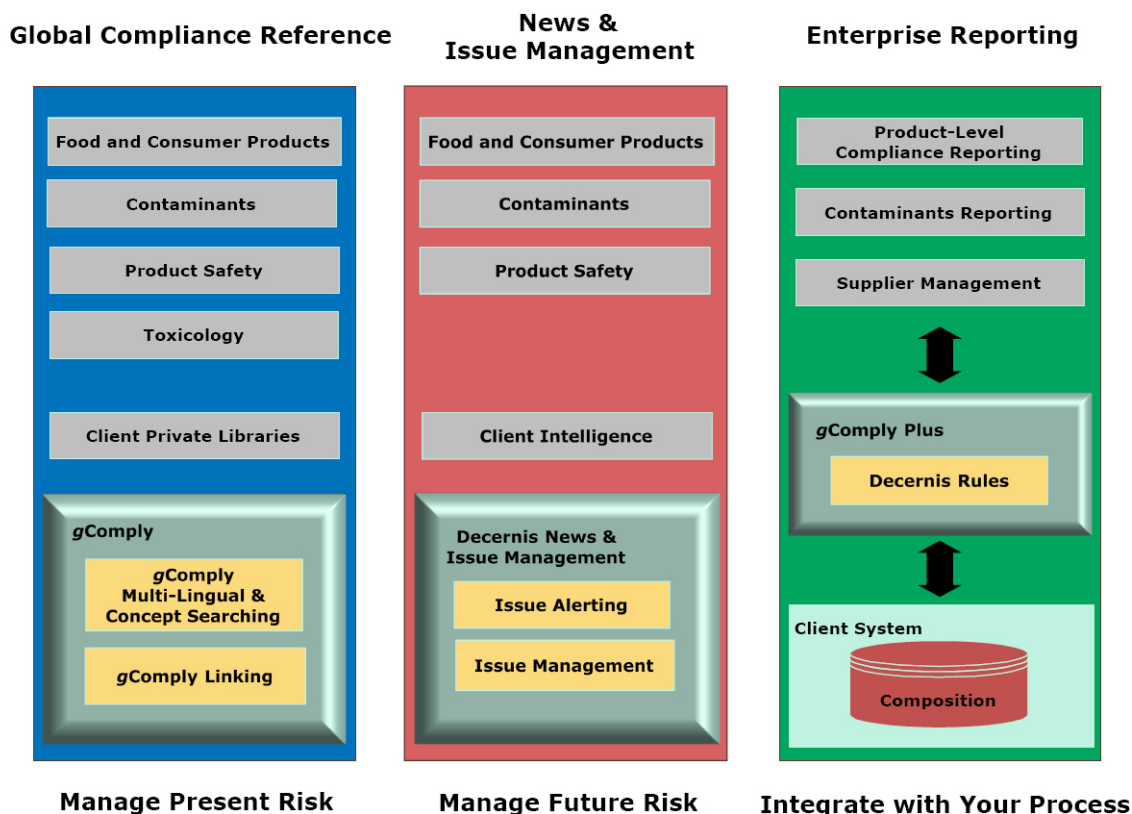 Global Compliance Reference
Food and Consumer Products
Contaminants
Product Safety
Toxicology
Client Private Libraries
gComply
gComply
Multi-Lingual &
Concept Searching
gComply Linking
Manage Present Risk
News &
Issue Management
Food and Consumer Products
Contaminants
Product Safety
Client Intelligence
Decernis News &
Issue Management
Issue Alerting
Issue Management
Manage Future Risk
Enterprise Reporting
Product-Level
Compliance Reporting
Contaminants Reporting
Supplier Management
gComply Plus
Decernis Rules
Client System
Composition
Integrate with Your Process